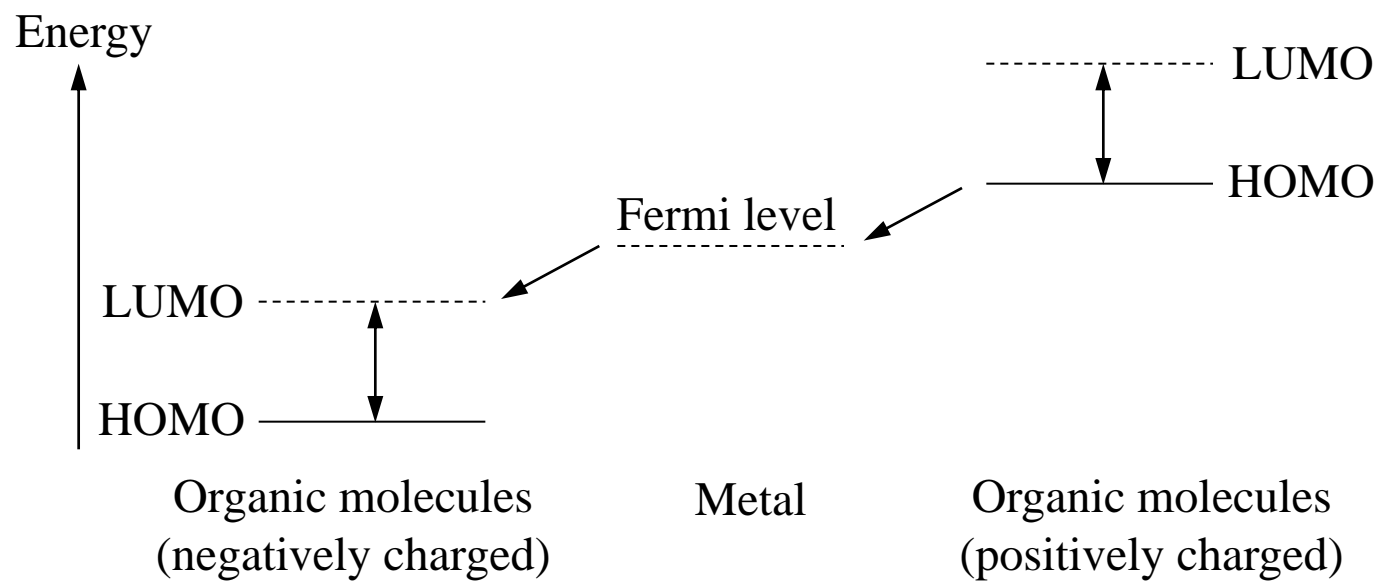 Energy
LUMO
HOMO
Fermi level
LUMO
HOMO
Organic molecules
(negatively charged)
Metal
Organic molecules
(positively charged)